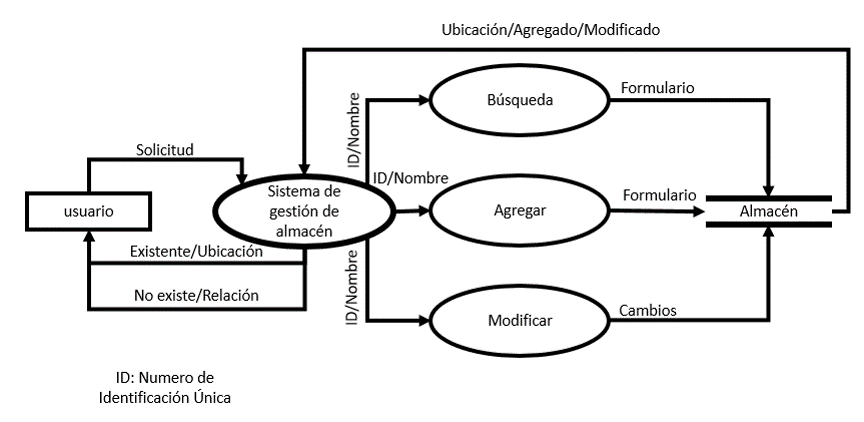 Ubicación/Agregado/Modificado
Búsqueda
Formulario
ID/Nombre
Solicitud
ID/Nombre
Sistema de
gestión de
almacén
usuario
Agregar
Formulario
Almacén
Existente/Ubicación
ID/Nombre
No existe/Relación
Modificar
Cambios
ID: Numero de
Identificación Única